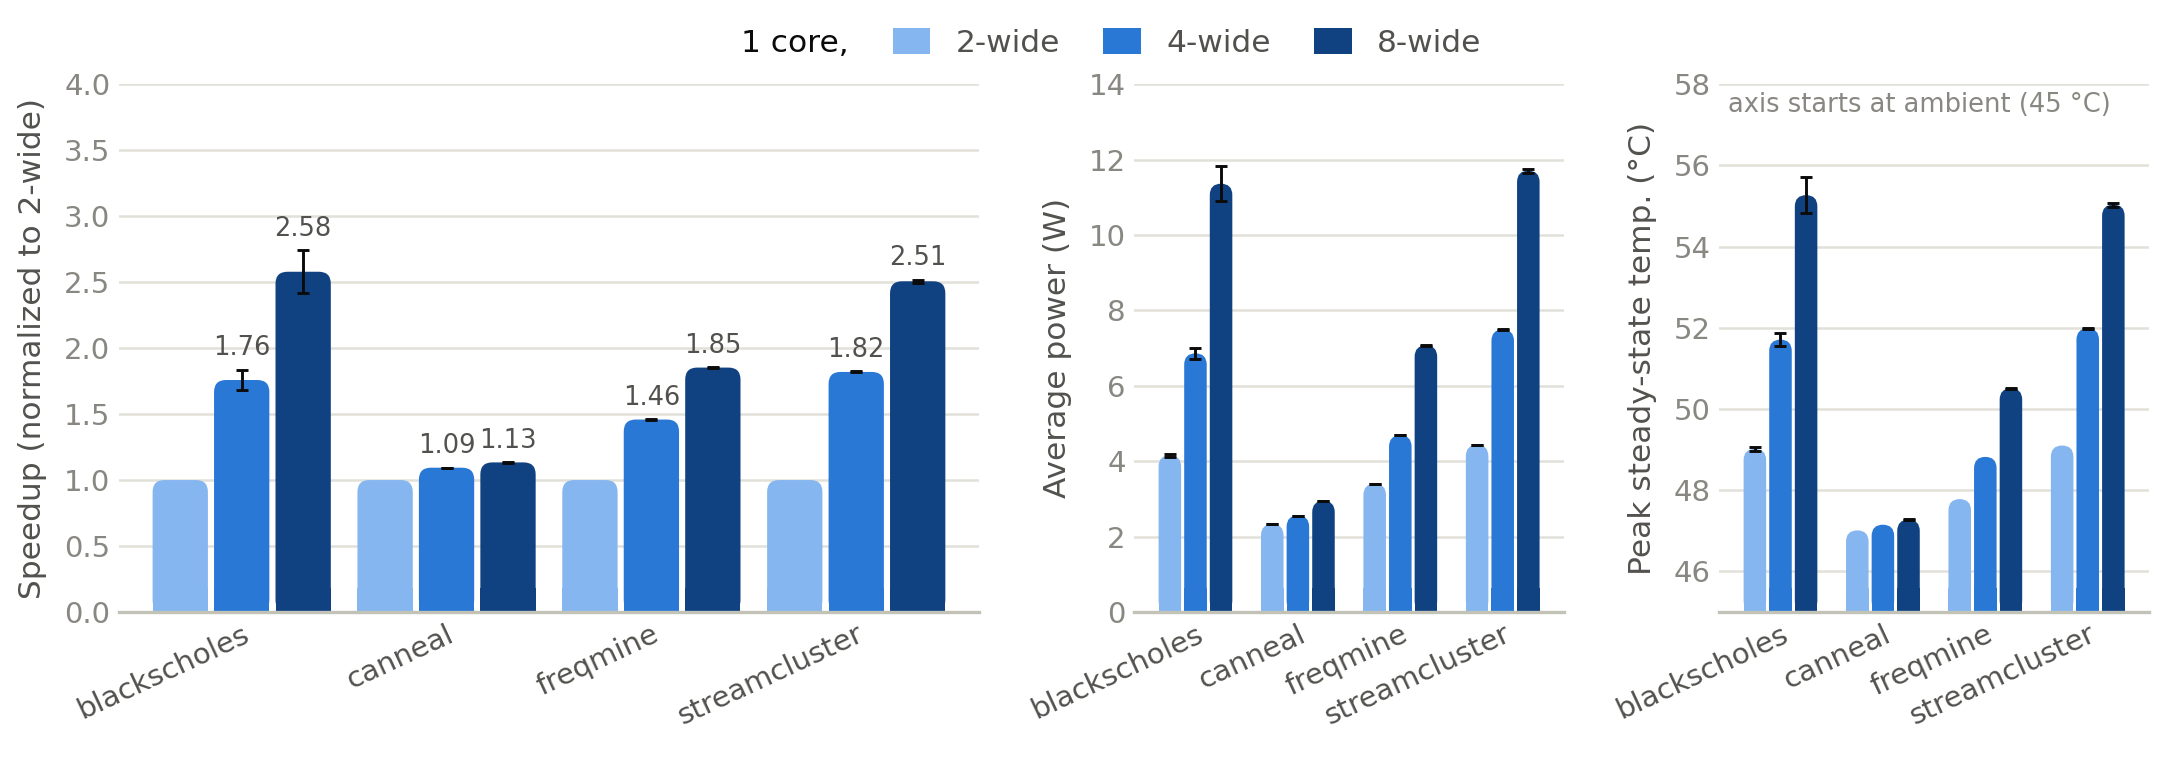 1 core, 2-wide 4-wide 8-wide
Speedup (normalized to 2-wide)
4.0
3.5
3.0
2.5
2.0
1.5
1.0
0.5
0.0
1.76
2.58
1.09
1.13
1.46
1.85
1.82
2.51
blackscholes
canneal
freqmine
streamcluster
Average power (W)
14
12
10
8
6
4
2
0
blackscholes
canneal
freqmine
streamcluster
Peak steady-state temp. (°C)
58
56
54
52
50
48
46
axis starts at ambient (45 °C)
blackscholes
canneal
freqmine
streamcluster